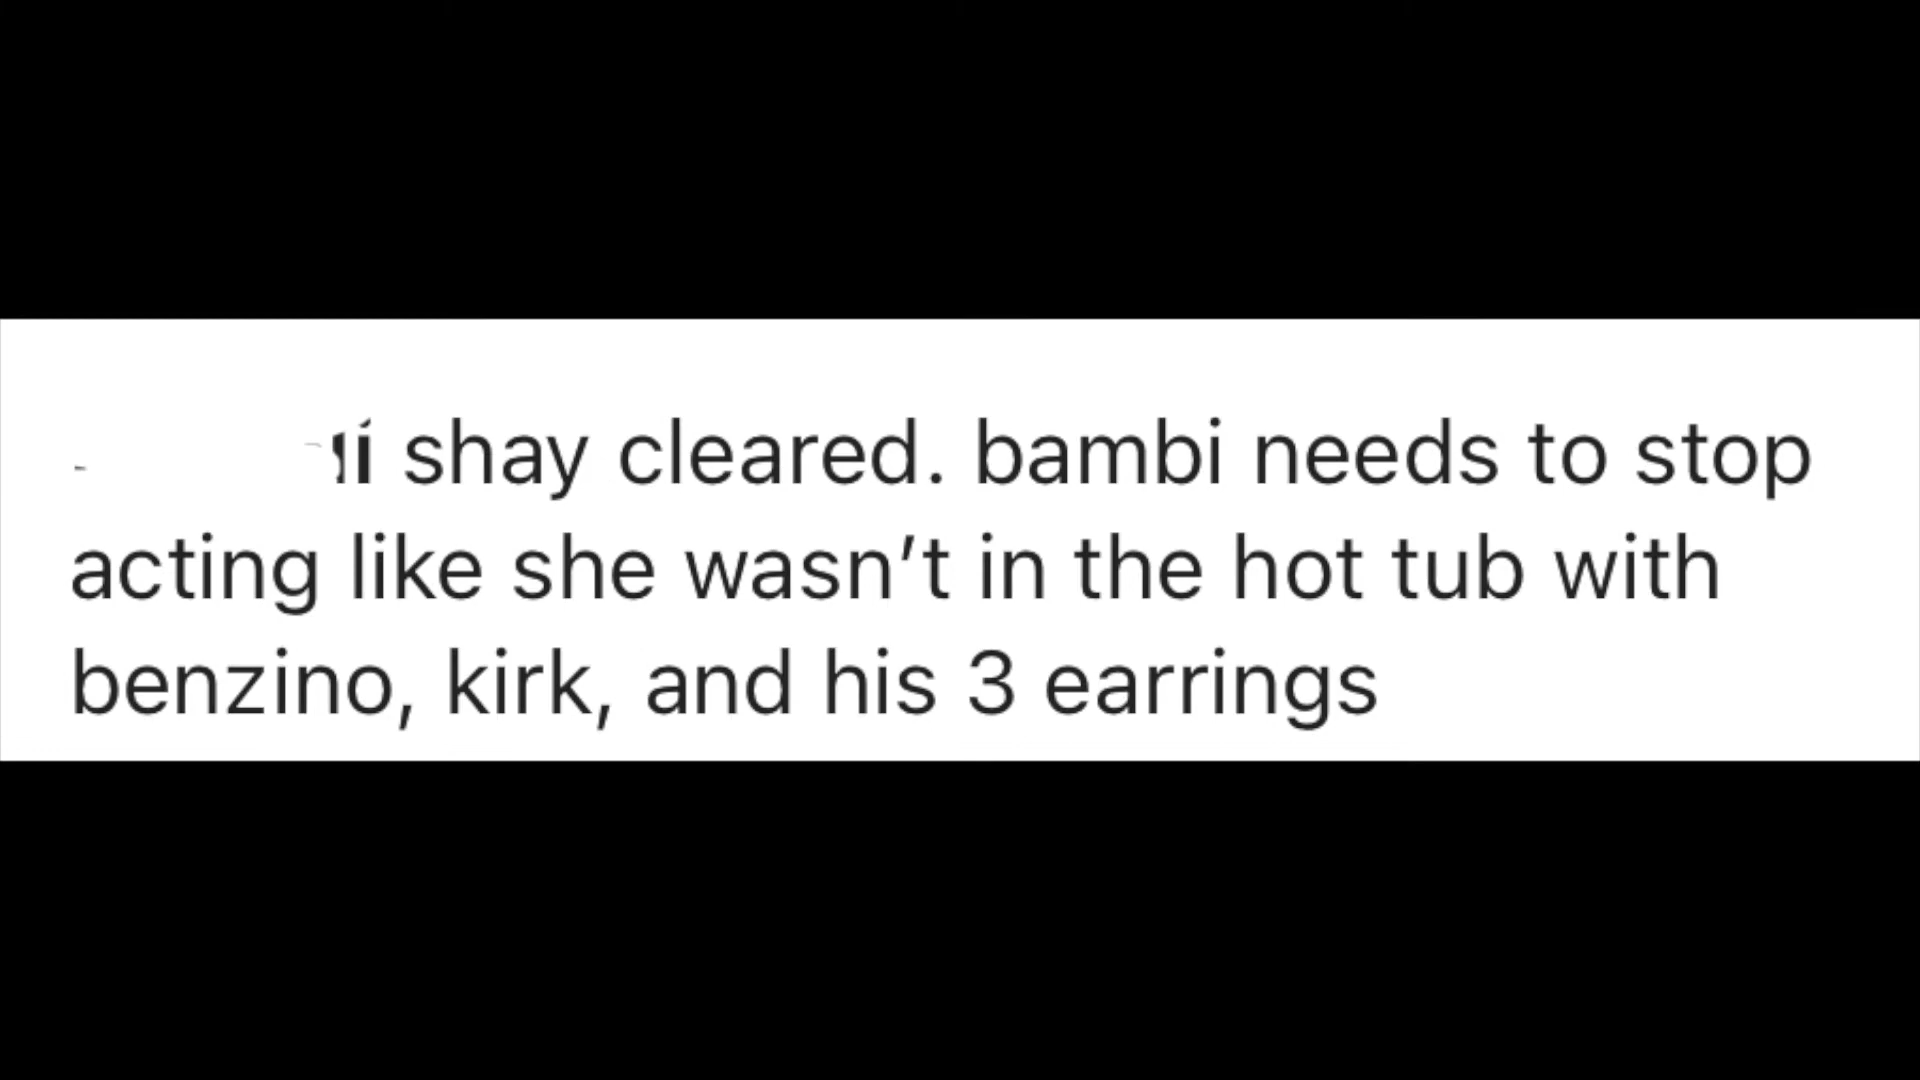 shay cleared. bambi needs to stop
acting like she wasn’t in the hot tub with
benzino, kirk, and his 3 earrings